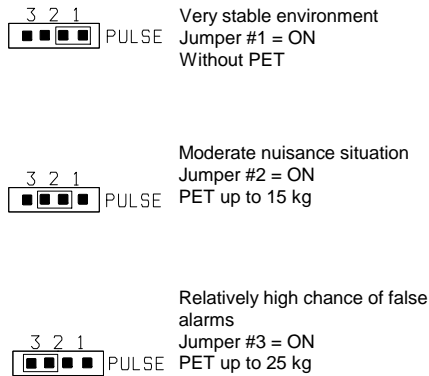 3 2 1
PULSE
Very stable environment
Jumper #1 = ON
Without PET
3 2 1
PULSE
Moderate nuisance situation
Jumper #2 = ON
PET up to 15 kg
3 2 1
PULSE
Relatively high chance of false
alarms
Jumper #3 = ON
PET up to 25 kg